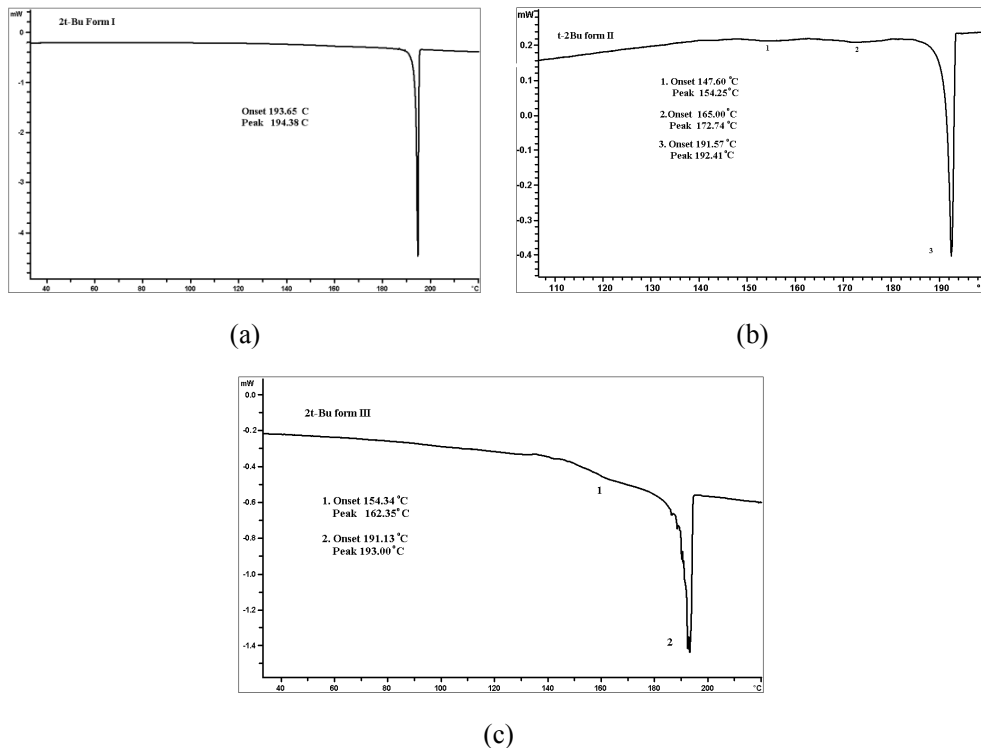 mW
2t-Bu Form I
0
-1
-2
-3
-4
Onset 193.65 C
Peak 194.38 C
40 60 80 100 120 140 160 180 200 °C
(a)
mW
t-2Bu form II
0.2
0.1
0.0
-0.1
-0.2
-0.3
-0.4
1
2
1. Onset 147.60 °C
Peak 154.25°C
2.Onset 165.00 °C
Peak 172.74°C
3. Onset 191.57°C
Peak 192.41°C
3
110 120 130 140 150 160 170 180 190 °
(b)
mW
0.0
2t-Bu form III
-0.2
-0.4
-0.6
-0.8
-1.0
-1.2
-1.4
1. Onset 154.34 °C
Peak 162.35°C
2. Onset 191.13°C
Peak 193.00°C
1
2
40 60 80 100 120 140 160 180 200 °C
(c)